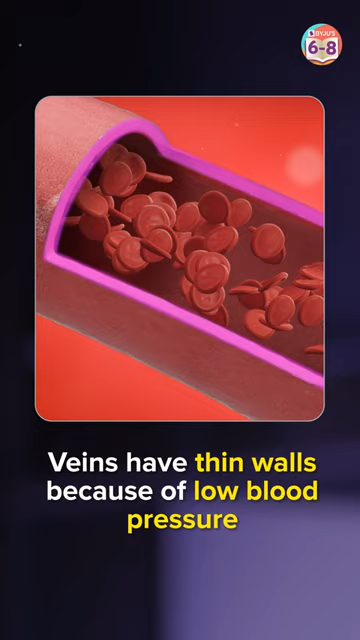 BYJU'S
6-8
Veins have thin walls
because of low blood
pressure